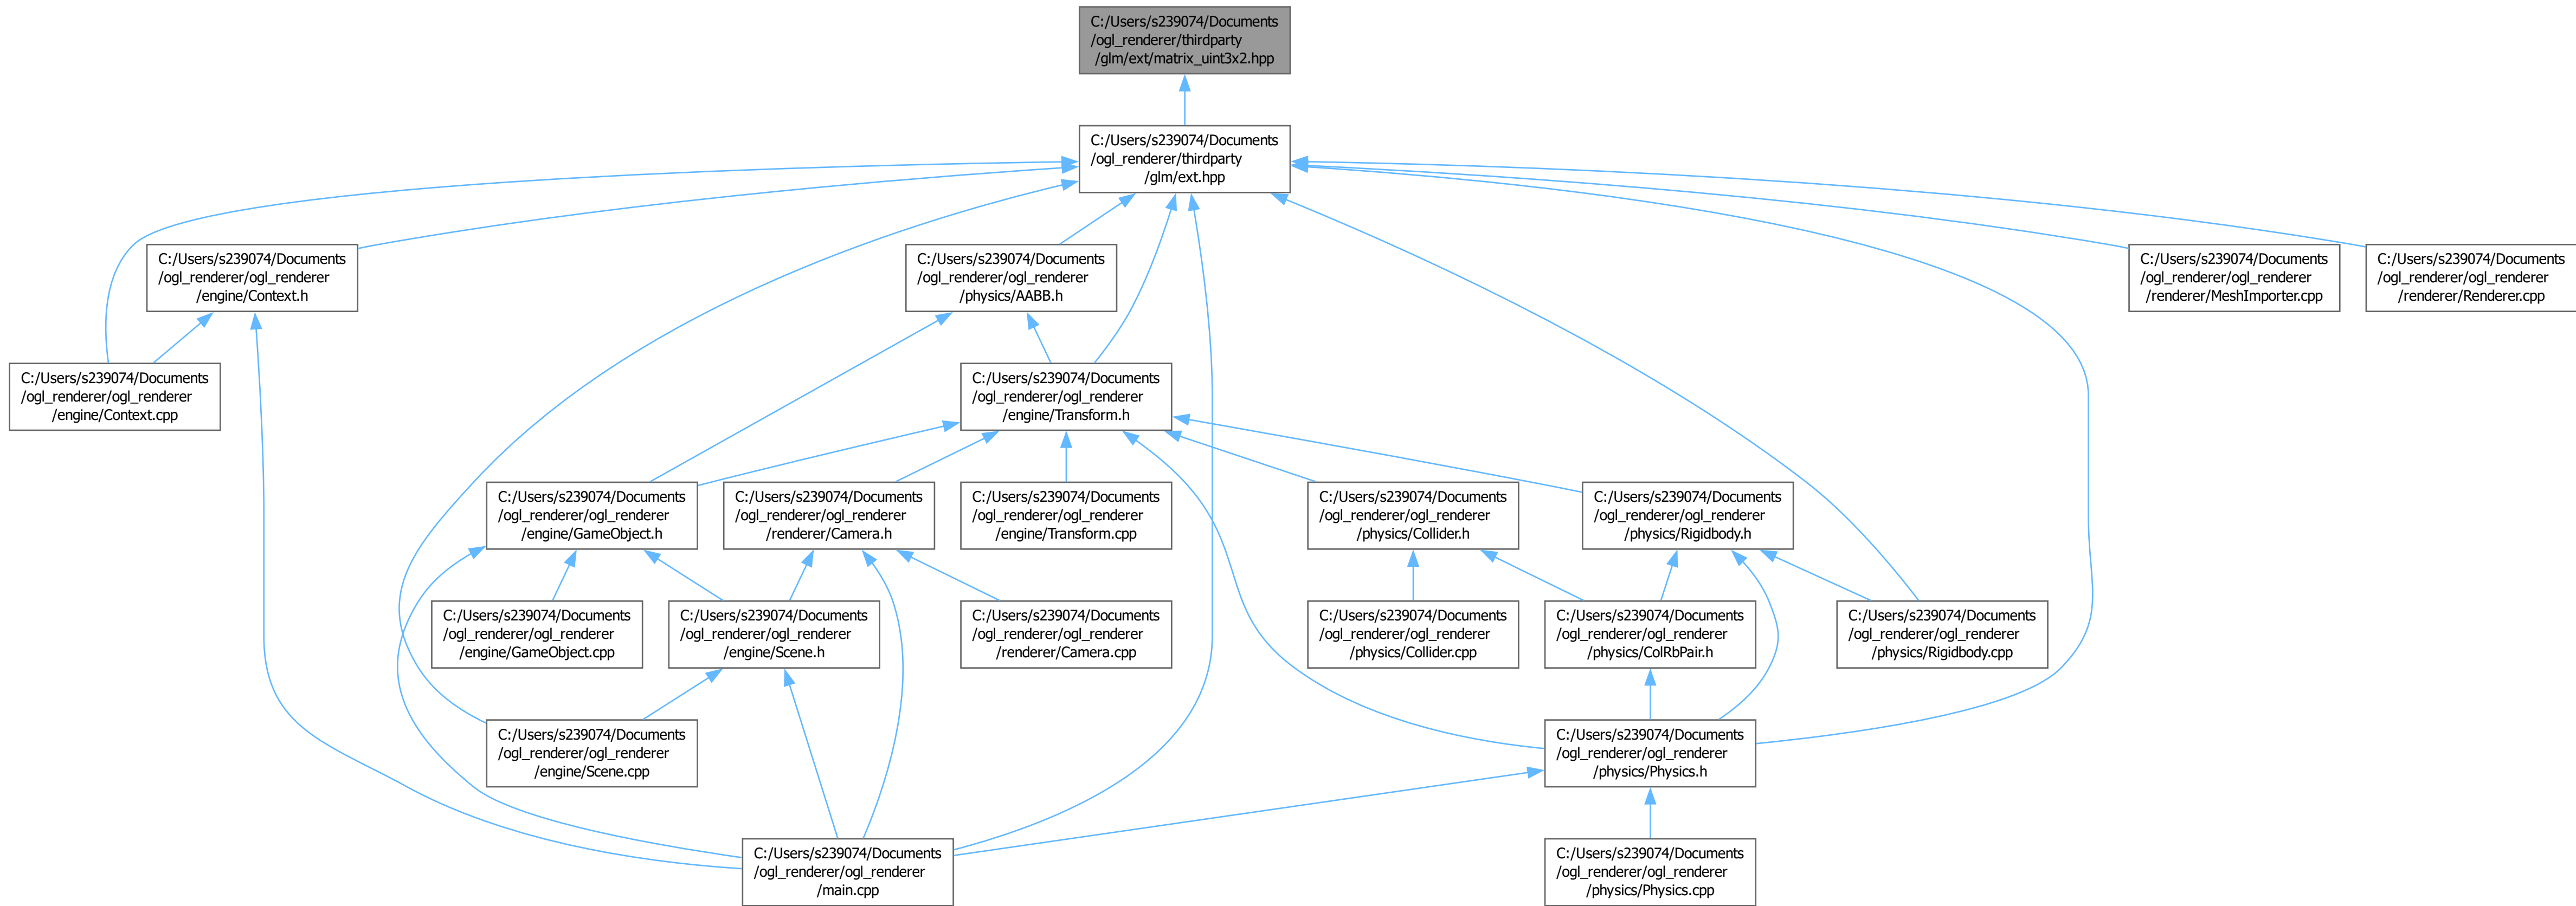 C:/Users/s239074/Documents
/ogl_renderer/thirdparty
/glm/ext/matrix_uint3x2.hpp
C:/Users/s239074/Documents
/ogl_renderer/thirdparty
/glm/ext.hpp
C:/Users/s239074/Documents
/ogl_renderer/ogl_renderer
/engine/Context.h
C:/Users/s239074/Documents
/ogl_renderer/ogl_renderer
/physics/AABB.h
C:/Users/s239074/Documents
/ogl_renderer/ogl_renderer
/renderer/MeshImporter.cpp
C:/Users/s239074/Documents
/ogl_renderer/ogl_renderer
/renderer/Renderer.cpp
C:/Users/s239074/Documents
/ogl_renderer/ogl_renderer
/engine/Context.cpp
C:/Users/s239074/Documents
/ogl_renderer/ogl_renderer
/engine/Transform.h
C:/Users/s239074/Documents
/ogl_renderer/ogl_renderer
/engine/GameObject.h
C:/Users/s239074/Documents
/ogl_renderer/ogl_renderer
/renderer/Camera.h
C:/Users/s239074/Documents
/ogl_renderer/ogl_renderer
/engine/Transform.cpp
C:/Users/s239074/Documents
/ogl_renderer/ogl_renderer
/physics/Collider.h
C:/Users/s239074/Documents
/ogl_renderer/ogl_renderer
/physics/Rigidbody.h
C:/Users/s239074/Documents
/ogl_renderer/ogl_renderer
/engine/GameObject.cpp
C:/Users/s239074/Documents
/ogl_renderer/ogl_renderer
/engine/Scene.h
C:/Users/s239074/Documents
/ogl_renderer/ogl_renderer
/renderer/Camera.cpp
C:/Users/s239074/Documents
/ogl_renderer/ogl_renderer
/physics/Collider.cpp
C:/Users/s239074/Documents
/ogl_renderer/ogl_renderer
/physics/ColRbPair.h
C:/Users/s239074/Documents
/ogl_renderer/ogl_renderer
/physics/Rigidbody.cpp
C:/Users/s239074/Documents
/ogl_renderer/ogl_renderer
/engine/Scene.cpp
C:/Users/s239074/Documents
/ogl_renderer/ogl_renderer
/physics/Physics.h
C:/Users/s239074/Documents
/ogl_renderer/ogl_renderer
/main.cpp
C:/Users/s239074/Documents
/ogl_renderer/ogl_renderer
/physics/Physics.cpp